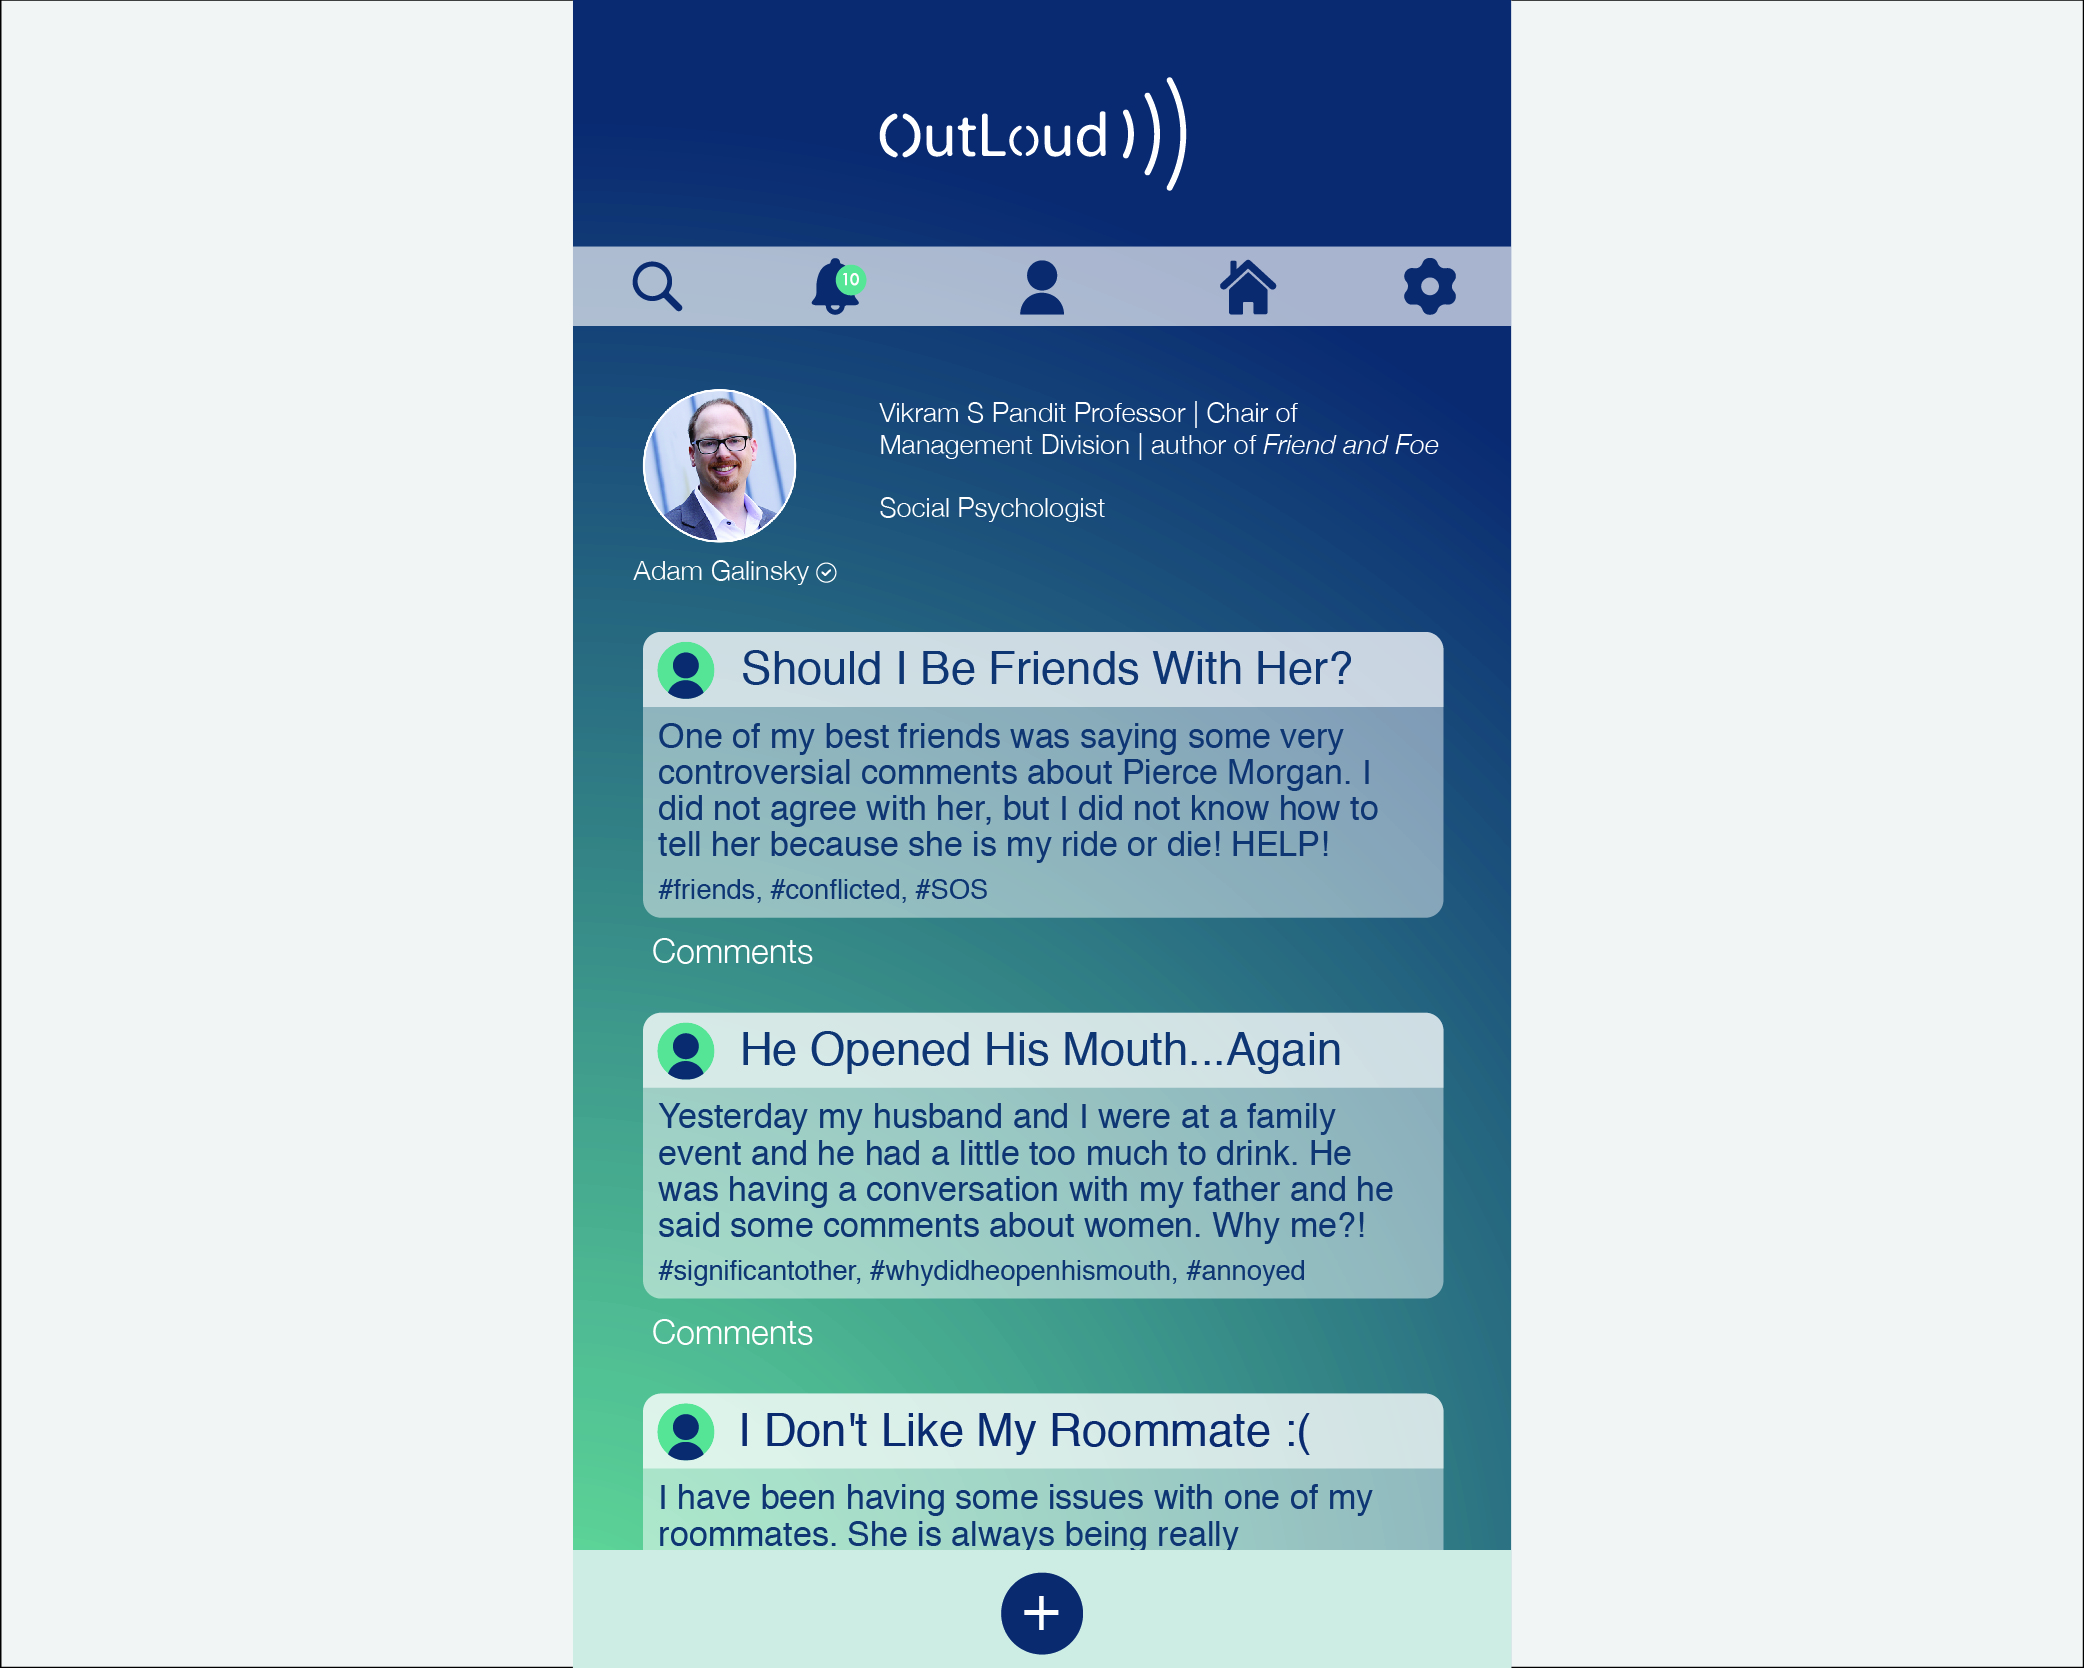 OutLoud
10
Vikram S Pandit Professor | Chair of
Management Division | author of Friend and Foe
Social Psychologist
Adam Galinsky
Should I Be Friends With Her?
One of my best friends was saying some very
controversial comments about Pierce Morgan. I
did not agree with her, but I did not know how to
tell her because she is my ride or die! HELP!
#friends, #conflicted, #SOS
Comments
He Opened His Mouth...Again
Yesterday my husband and I were at a family
event and he had a little too much to drink. He
was having a conversation with my father and he
said some comments about women. Why me?!
#significantother, #whydidheopenhismouth, #annoyed
Comments
I Don't Like My Roommate :(
I have been having some issues with one of my
roommates. She is always being really